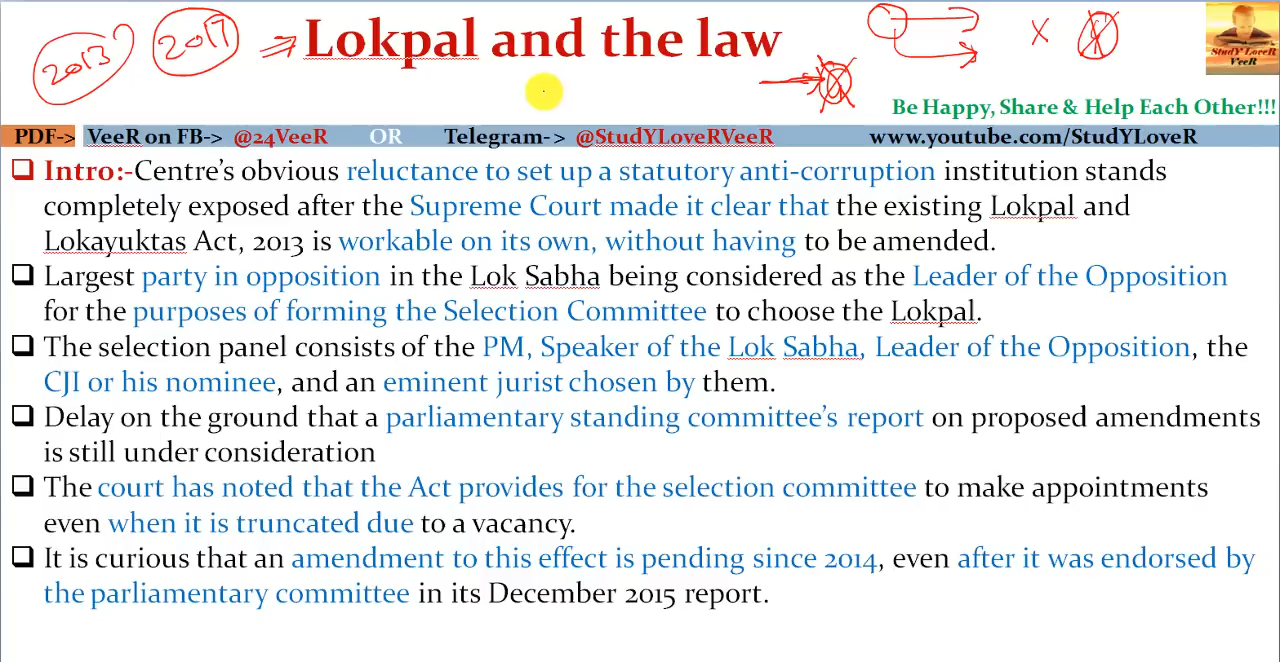 2013 2017 ⇒ Lokpal and the law
StudY LoveR
VeeR
Be Happy, Share & Help Each Other!!!
PDF-> VeeR on FB-> @24VeeR OR Telegram-> @StudYLoveRVeeR www.youtube.com/StudYLoveR
❑ Intro:-Centre's obvious reluctance to set up a statutory anti-corruption institution stands
completely exposed after the Supreme Court made it clear that the existing Lokpal and
Lokayuktas Act, 2013 is workable on its own, without having to be amended.
❑ Largest party in opposition in the Lok Sabha being considered as the Leader of the Opposition
for the purposes of forming the Selection Committee to choose the Lokpal.
❑ The selection panel consists of the PM, Speaker of the Lok Sabha, Leader of the Opposition, the
CJI or his nominee, and an eminent jurist chosen by them.
❑ Delay on the ground that a parliamentary standing committee's report on proposed amendments
is still under consideration
❑ The court has noted that the Act provides for the selection committee to make appointments
even when it is truncated due to a vacancy.
❑ It is curious that an amendment to this effect is pending since 2014, even after it was endorsed by
the parliamentary committee in its December 2015 report.